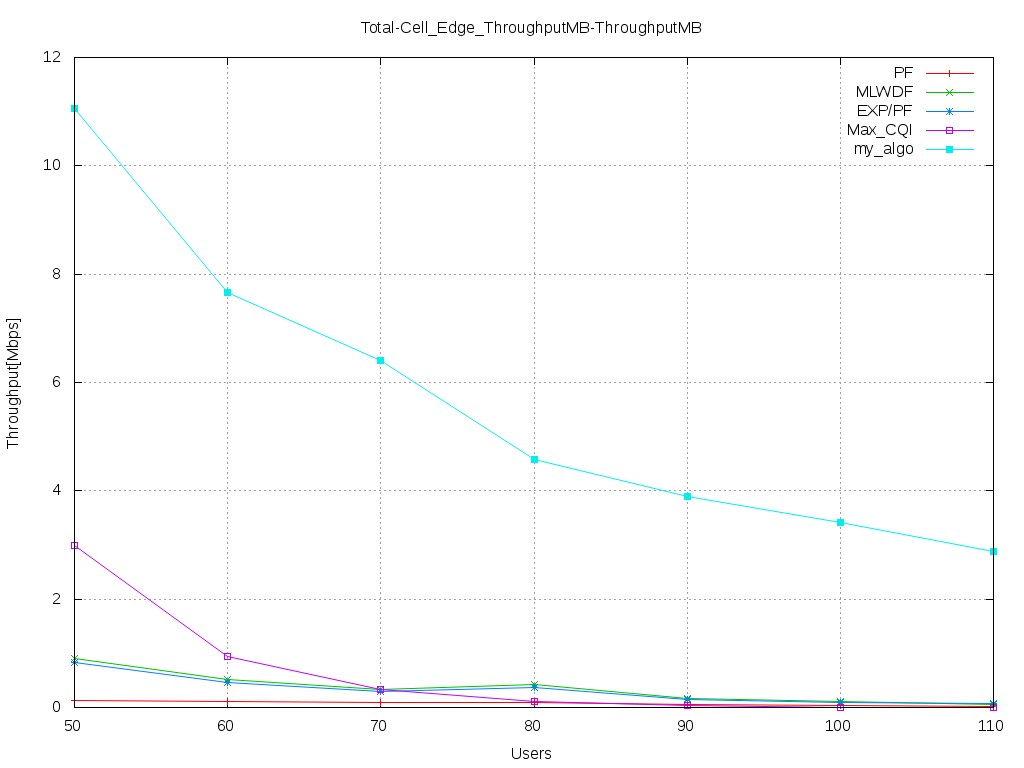 Total-Cell_Edge_ThroughputMB-ThroughputMB
12
10
8
6
4
2
0
Throughput[Mbps]
PF
MLWDF
EXP/PF
Max_CQI
my_algo
50 60 70 80 90 100 110
Users